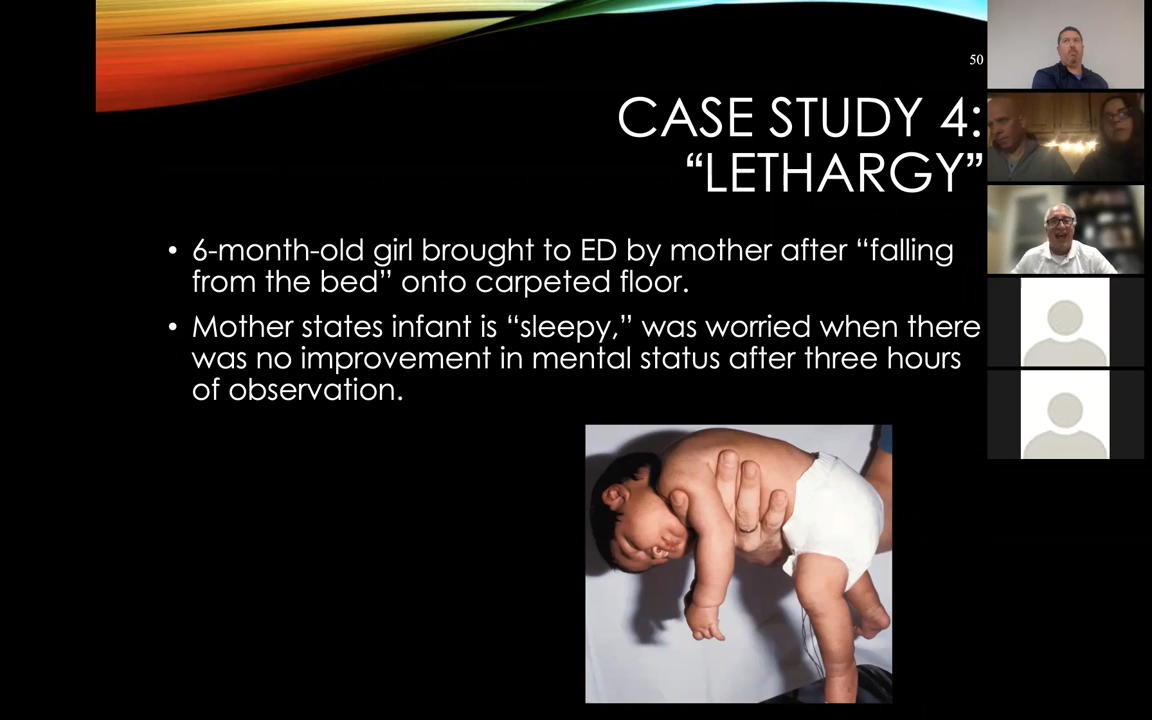 50
CASE STUDY 4:
“LETHARGY”
• 6-month-old girl brought to ED by mother after “falling
from the bed” onto carpeted floor.
• Mother states infant is “sleepy,” was worried when there
was no improvement in mental status after three hours
of observation.